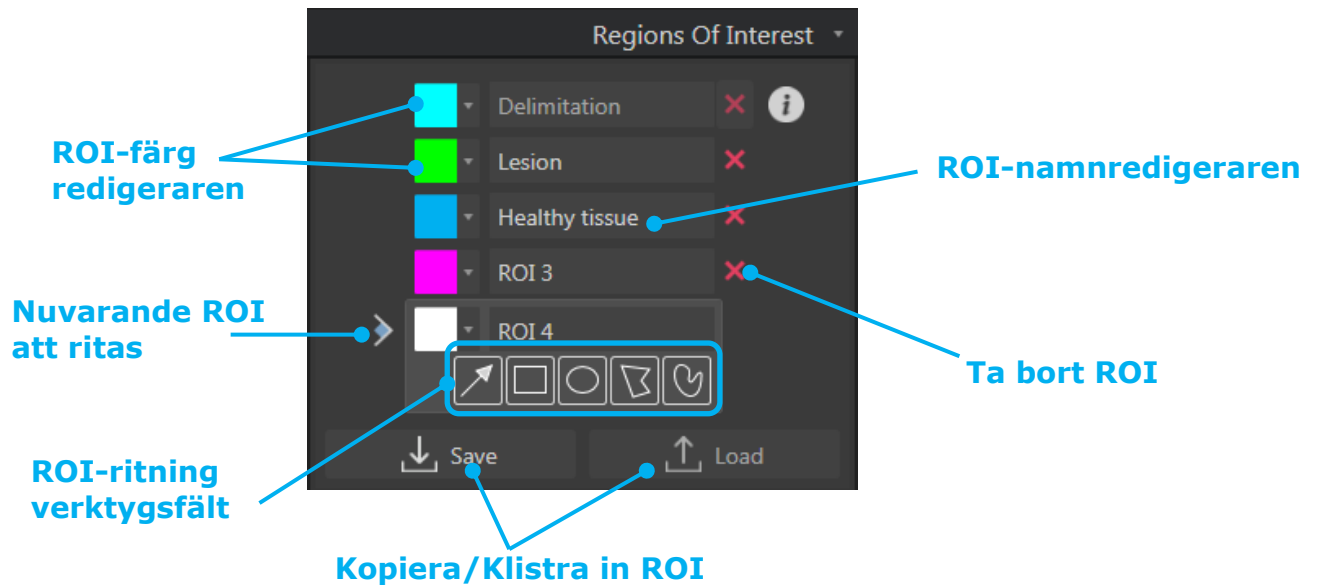 Regions Of Interest
Delimitation
i
ROI-färg
redigeraren
Lesion
ROI-namnredigeraren
Healthy tissue
ROI 3
Nuvarande ROI
att ritas
ROI 4
Ta bort ROI
ROI-ritning
verktygsfält
Save
Load
Kopiera/Klistra in ROI